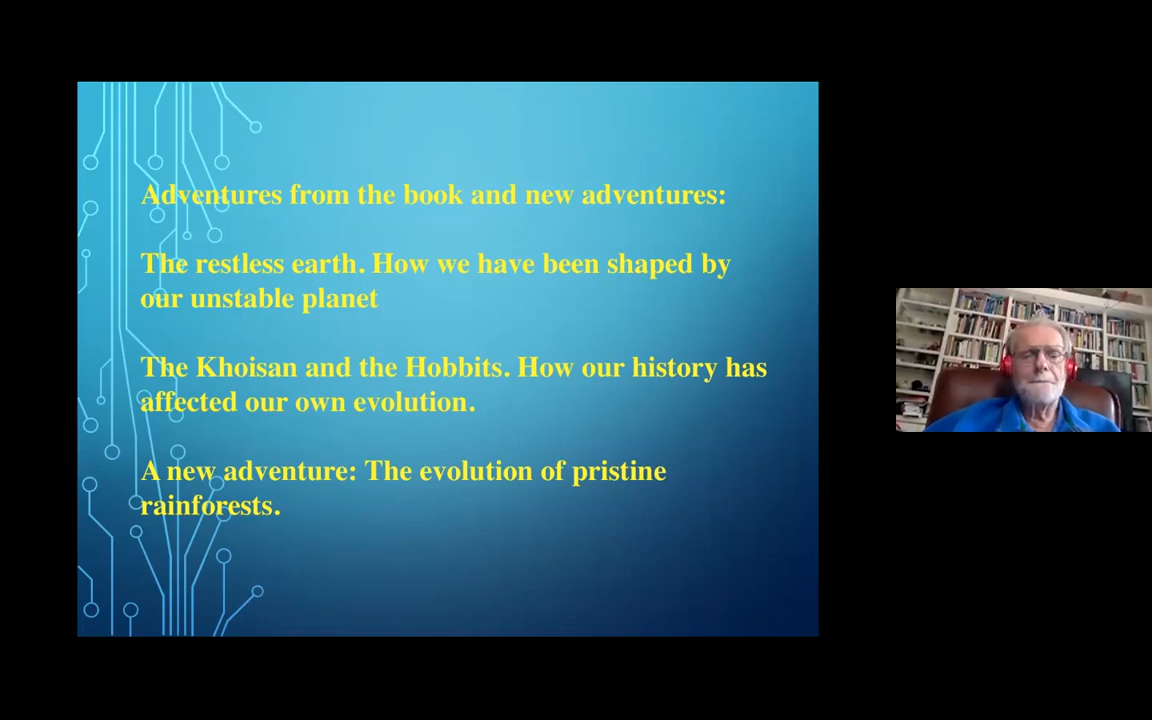 Adventures from the book and new adventures:
The restless earth. How we have been shaped by
our unstable planet
The Khoisan and the Hobbits. How our history has
affected our own evolution.
A new adventure: The evolution of pristine
rainforests.